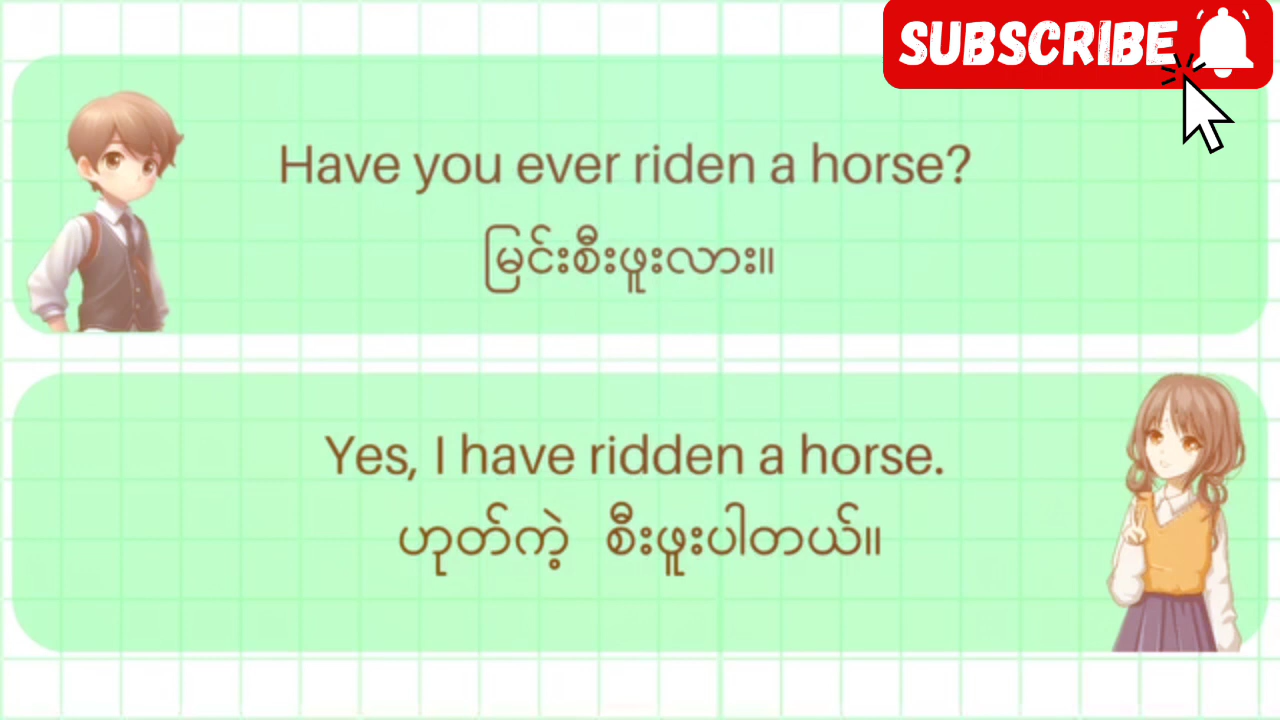 SUBSCRIBE
Have you ever riden a horse?
မြင်းစီးဖူးလား။
Yes, I have ridden a horse.
ဟုတ်ကဲ့ စီးဖူးပါတယ်။